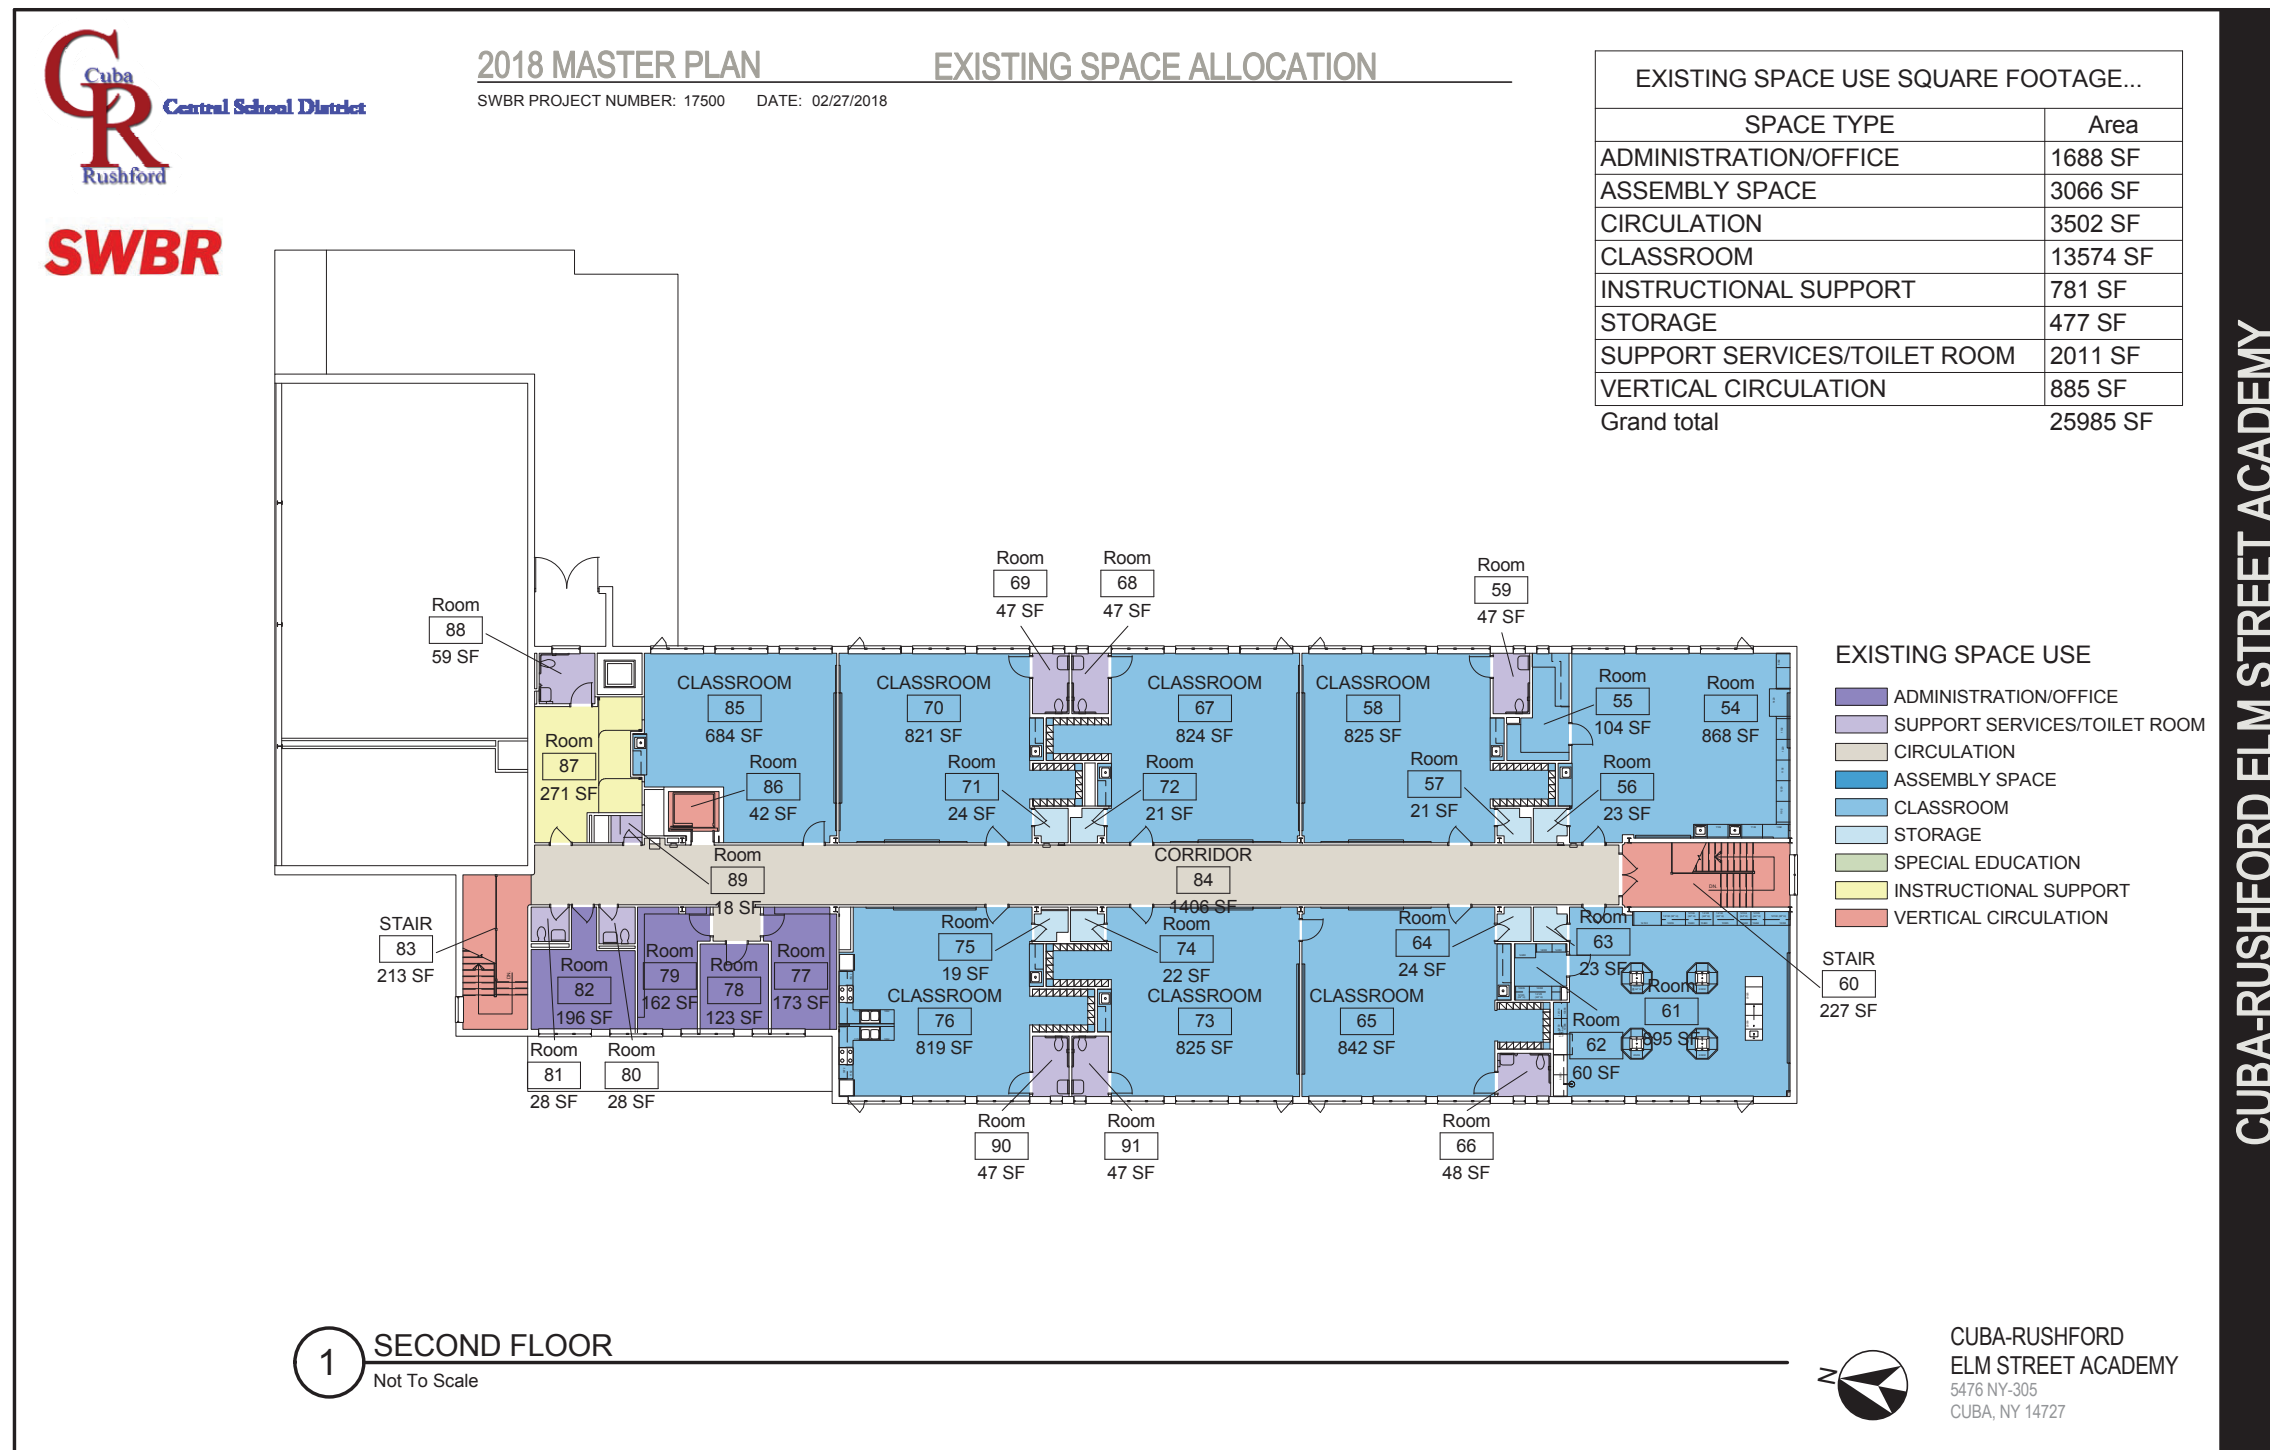 Cuba
Central School District
Rushford
CR
SWBR
2018 MASTER PLAN
EXISTING SPACE ALLOCATION
SWBR PROJECT NUMBER: 17500 DATE: 02/27/2018
EXISTING SPACE USE SQUARE FOOTAGE...
SPACE TYPE Area
ADMINISTRATION/OFFICE 1688 SF
ASSEMBLY SPACE 3066 SF
CIRCULATION 3502 SF
CLASSROOM 13574 SF
INSTRUCTIONAL SUPPORT 781 SF
STORAGE 477 SF
SUPPORT SERVICES/TOILET ROOM 2011 SF
VERTICAL CIRCULATION 885 SF
Grand total 25985 SF
Room
69
47 SF
Room
68
47 SF
Room
59
47 SF
Room
88
59 SF
CLASSROOM
85
684 SF
CLASSROOM
70
821 SF
CLASSROOM
67
824 SF
CLASSROOM
58
825 SF
Room
55
104 SF
Room
54
868 SF
Room
87
271 SF
Room
86
42 SF
Room
71
24 SF
Room
72
21 SF
Room
57
21 SF
Room
56
23 SF
Room
89
18 SF
CORRIDOR
84
1406 SF
DN
STAIR
83
213 SF
DN
Room
82
196 SF
Room
79
162 SF
Room
78
123 SF
Room
77
173 SF
Room
75
19 SF
Room
74
22 SF
Room
64
24 SF
Room
63
23 SF
STAIR
60
227 SF
CLASSROOM
76
819 SF
CLASSROOM
73
825 SF
CLASSROOM
65
842 SF
Room
62
60 SF
Room
61
895 SF
Room
81
28 SF
Room
80
28 SF
Room
90
47 SF
Room
91
47 SF
Room
66
48 SF
EXISTING SPACE USE
ADMINISTRATION/OFFICE
SUPPORT SERVICES/TOILET ROOM
CIRCULATION
ASSEMBLY SPACE
CLASSROOM
STORAGE
SPECIAL EDUCATION
INSTRUCTIONAL SUPPORT
VERTICAL CIRCULATION
1
SECOND FLOOR
Not To Scale
N
CUBA-RUSHFORD
ELM STREET ACADEMY
5476 NY-305
CUBA, NY 14727
CUBA-RUSHFORD ELM STREET ACADEMY